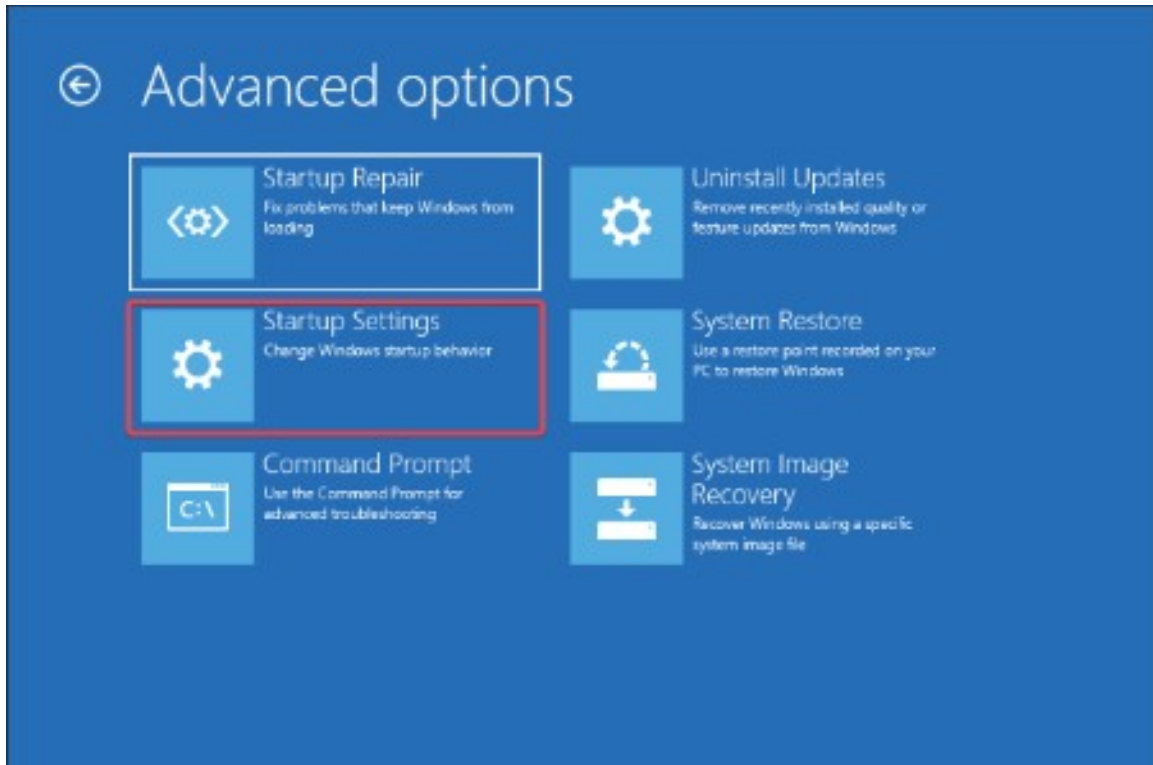 Advanced options
Startup Repair
Fix problems that keep Windows from
loading
Uninstall Updates
Remove recently installed quality or
feature updates from Windows
Startup Settings
Change Windows startup behavior
System Restore
Use a restore point recorded on your
PC to restore Windows
Command Prompt
Use the Command Prompt for
advanced troubleshooting
C:\
System Image
Recovery
Recover Windows using a specific
system image file